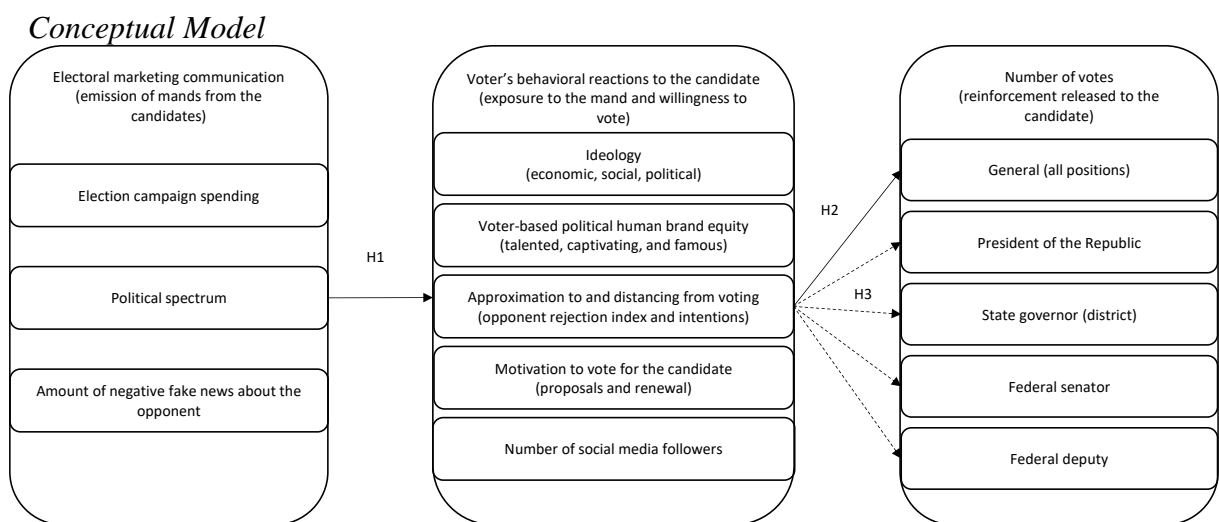 Conceptual Model
Electoral marketing communication
(emission of mands from the
candidates)
Election campaign spending
Political spectrum
Amount of negative fake news about the
opponent
H1
Voter's behavioral reactions to the candidate
(exposure to the mand and willingness to
vote)
Ideology
(economic, social, political)
Voter-based political human brand equity
(talented, captivating, and famous)
Approximation to and distancing from voting
(opponent rejection index and intentions)
Motivation to vote for the candidate
(proposals and renewal)
Number of social media followers
H2
H3
Number of votes
(reinforcement released to the
candidate)
General (all positions)
President of the Republic
State governor (district)
Federal senator
Federal deputy